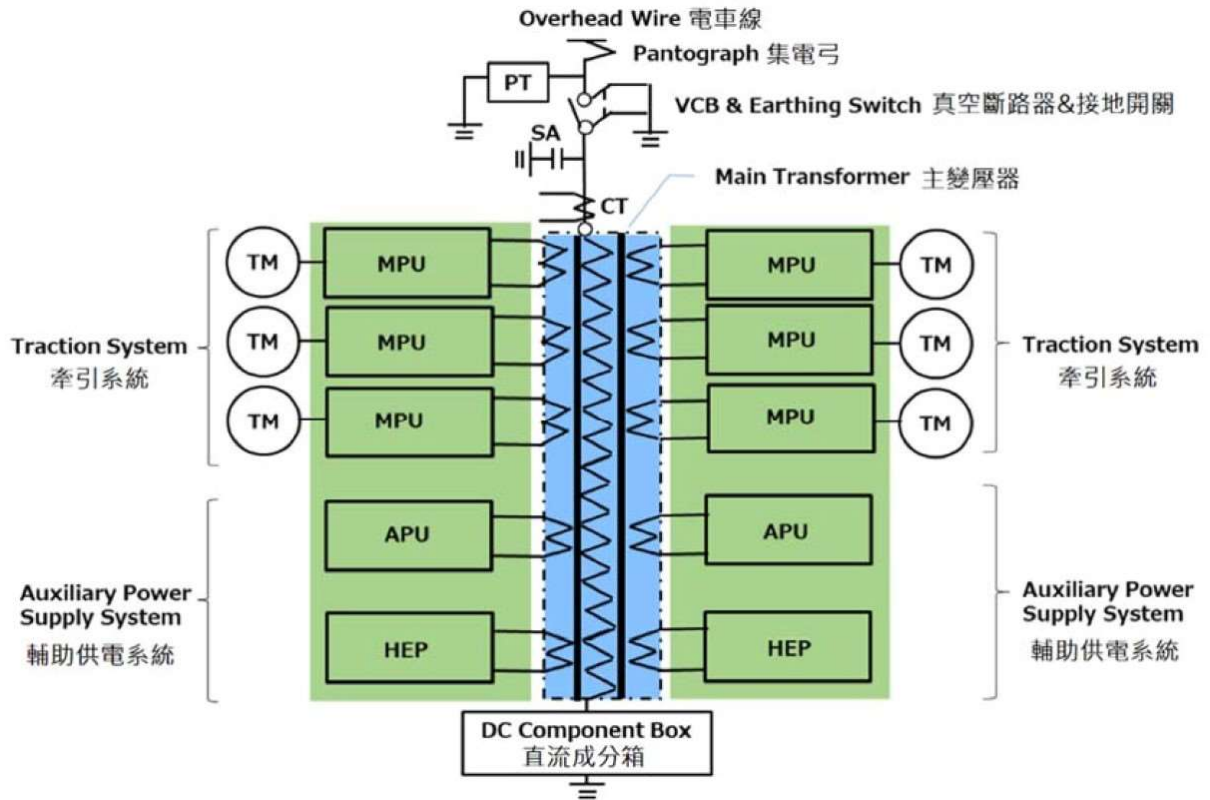 Overhead Wire 電車線
Pantograph 集電弓
PT
VCB & Earthing Switch 真空斷路器&接地開關
SA
Main Transformer 主變壓器
CT
TM
MPU
MPU
TM
TM
MPU
MPU
TM
Traction System
牽引系統
Traction System
牽引系統
TM
MPU
MPU
TM
APU
APU
Auxiliary Power
Supply System
輔助供電系統
Auxiliary Power
Supply System
輔助供電系統
HEP
HEP
DC Component Box
直流成分箱